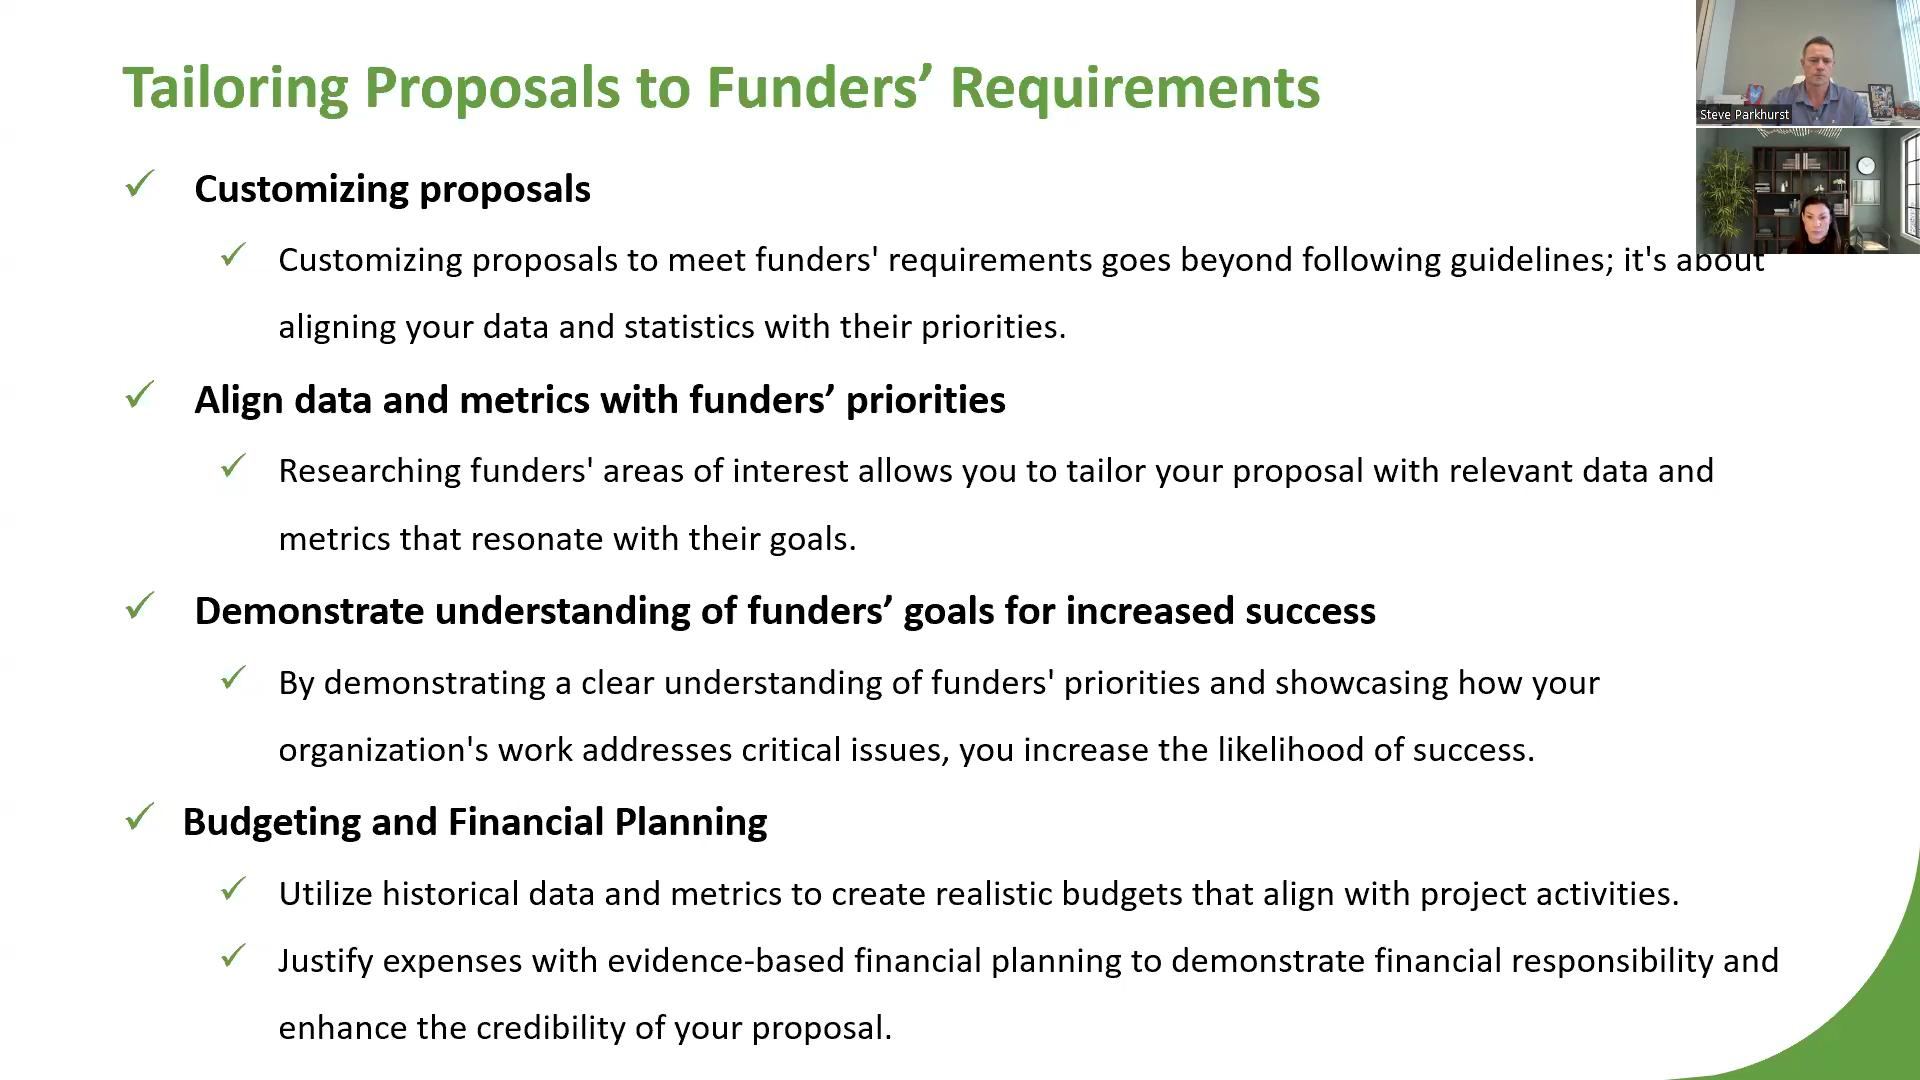 Tailoring Proposals to Funders’ Requirements
Steve Parkhurst
Customizing proposals
Customizing proposals to meet funders' requirements goes beyond following guidelines; it's about
aligning your data and statistics with their priorities.
Align data and metrics with funders’ priorities
Researching funders' areas of interest allows you to tailor your proposal with relevant data and
metrics that resonate with their goals.
Demonstrate understanding of funders’ goals for increased success
By demonstrating a clear understanding of funders' priorities and showcasing how your
organization's work addresses critical issues, you increase the likelihood of success.
Budgeting and Financial Planning
Utilize historical data and metrics to create realistic budgets that align with project activities.
Justify expenses with evidence-based financial planning to demonstrate financial responsibility and
enhance the credibility of your proposal.